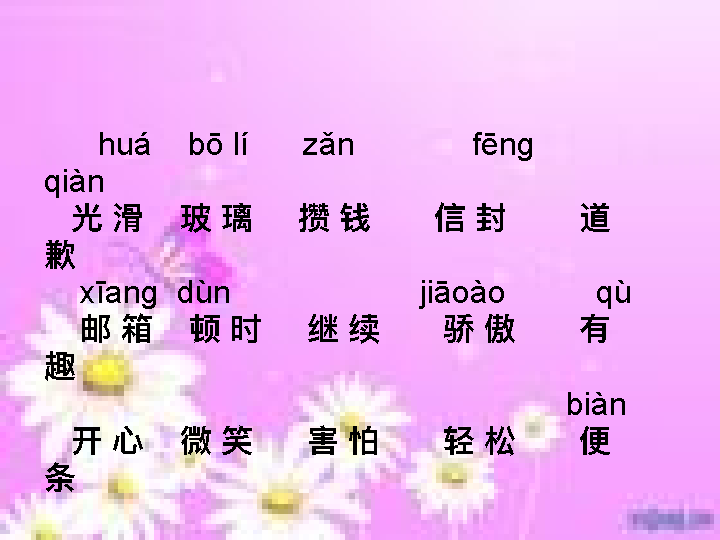 huá bō lí zǎn fēng
qiàn
光 滑 玻 璃 攒 钱 信 封 道
歉
xīang dùn jiāoào qù
邮 箱 顿 时 继 续 骄 傲 有
趣
biàn
开 心 微 笑 害 怕 轻 松 便
条